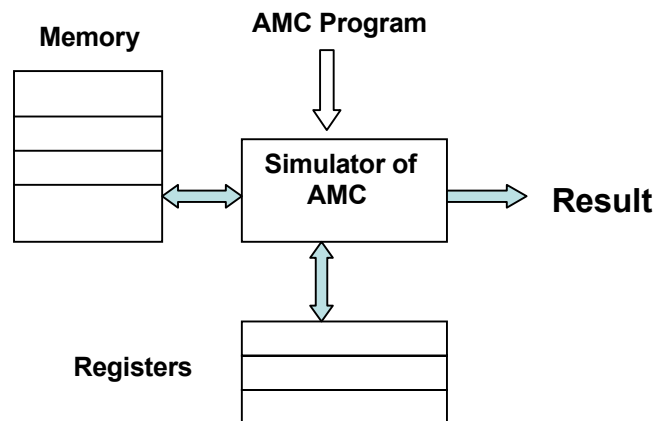 AMC Program
Memory
Simulator of
AMC
Result
Registers